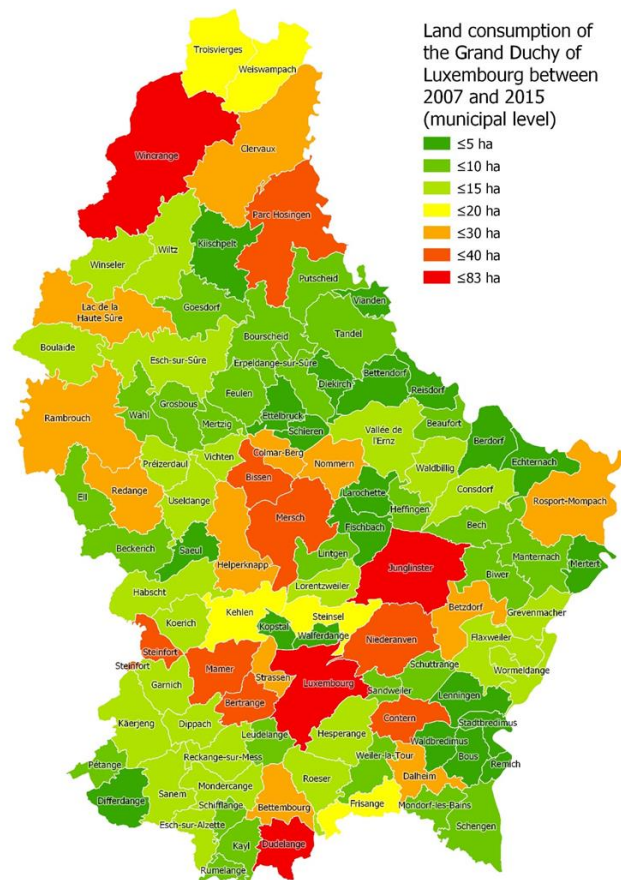 Land consumption of
the Grand Duchy of
Luxembourg between
2007 and 2015
(municipal level)
≤5 ha
≤10 ha
≤15 ha
≤20 ha
≤30 ha
≤40 ha
≤83 ha
Troisvierges
Weiswampach
Wincrange
Clervaux
Parc Hosingen
Kiischpelt
Wiltz
Winseler
Putscheid
Vianden
Goesdorf
Lac de la
Haute Sûre
Tandel
Bourscheid
Boulaide
Esch-sur-Sûre
Erpeldange-sur-Sûre
Bettendorf
Diekirch
Reisdorf
Feulen
Rambrouch
Grosbous
Wahl
Ettelbruck
Mertzig
Beaufort
Schieren
Vallée de
l'Ernz
Berdorf
Echternach
Vichten
Colmar-Berg
Nommern
Préizerdaul
Waldbillig
Bissen
Redange
Consdorf
Larochette
Ell
Useldange
Rosport-Mompach
Heffingen
Mersch
Fischbach
Bech
Beckerich
Saeul
Lintgen
Manternach
Mertert
Helperknapp
Junglinster
Biwer
Lorentzweiler
Habscht
Betzdorf
Grevenmacher
Kehlen
Steinsel
Koerich
Kopstal
Walferdange
Niederanven
Flaxweiler
Steinfort
Steinfort
Schuttrange
Mamer
Strassen
Wormeldange
Garnich
Luxembourg
Sandweiler
Lenningen
Bertrange
Käerjeng
Dippach
Contern
Stadtbredimus
Leudelange
Hesperange
Waldbredimus
Reckange-sur-Mess
Weiler-la-Tour
Bous
Remich
Pétange
Roeser
Dalheim
Mondercange
Sanem
Differdange
Schifflange
Bettembourg
Frisange
Mondorf-les-Bains
Esch-sur-Alzette
Schengen
Kayl
Dudelange
Rumelange